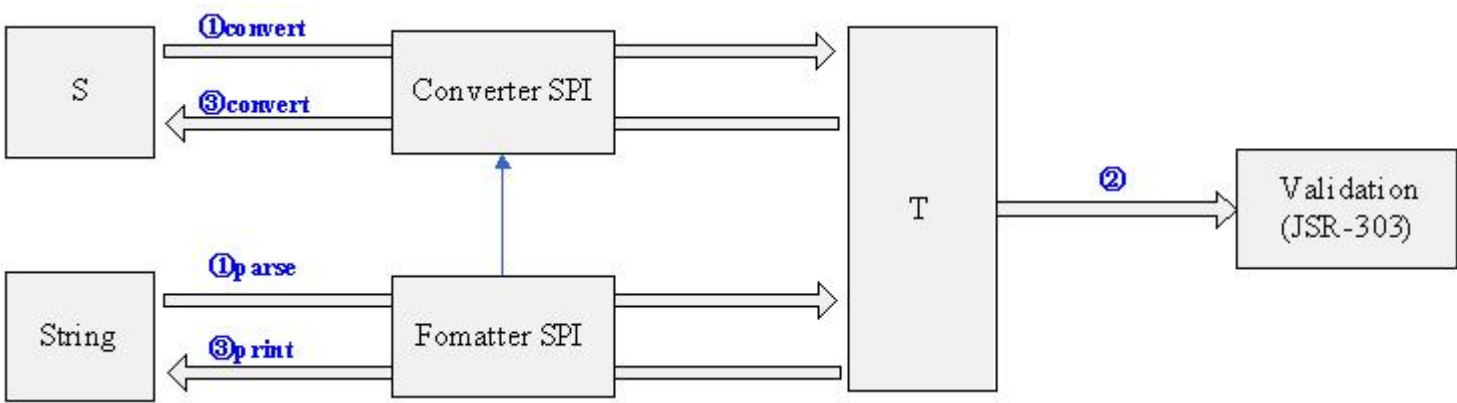 ①convert
S
Converter SPI
③convert
T
②
Validation
(JSR-303)
①parse
String
Fomatter SPI
③print